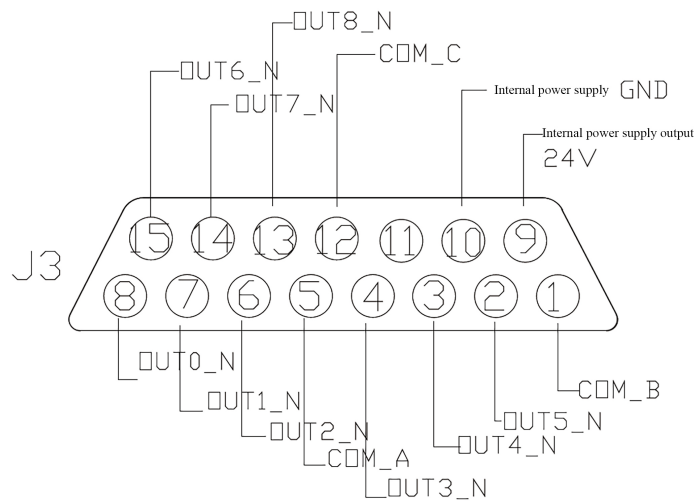 OUT8_N
COM_C
OUT6_N
Internal power supply GND
OUT7_N
Internal power supply output
24V
15 14 13 12 11 10 9
J3
8 7 6 5 4 3 2 1
OUT0_N
COM_B
OUT1_N
OUT5_N
OUT2_N
OUT4_N
COM_A
OUT3_N